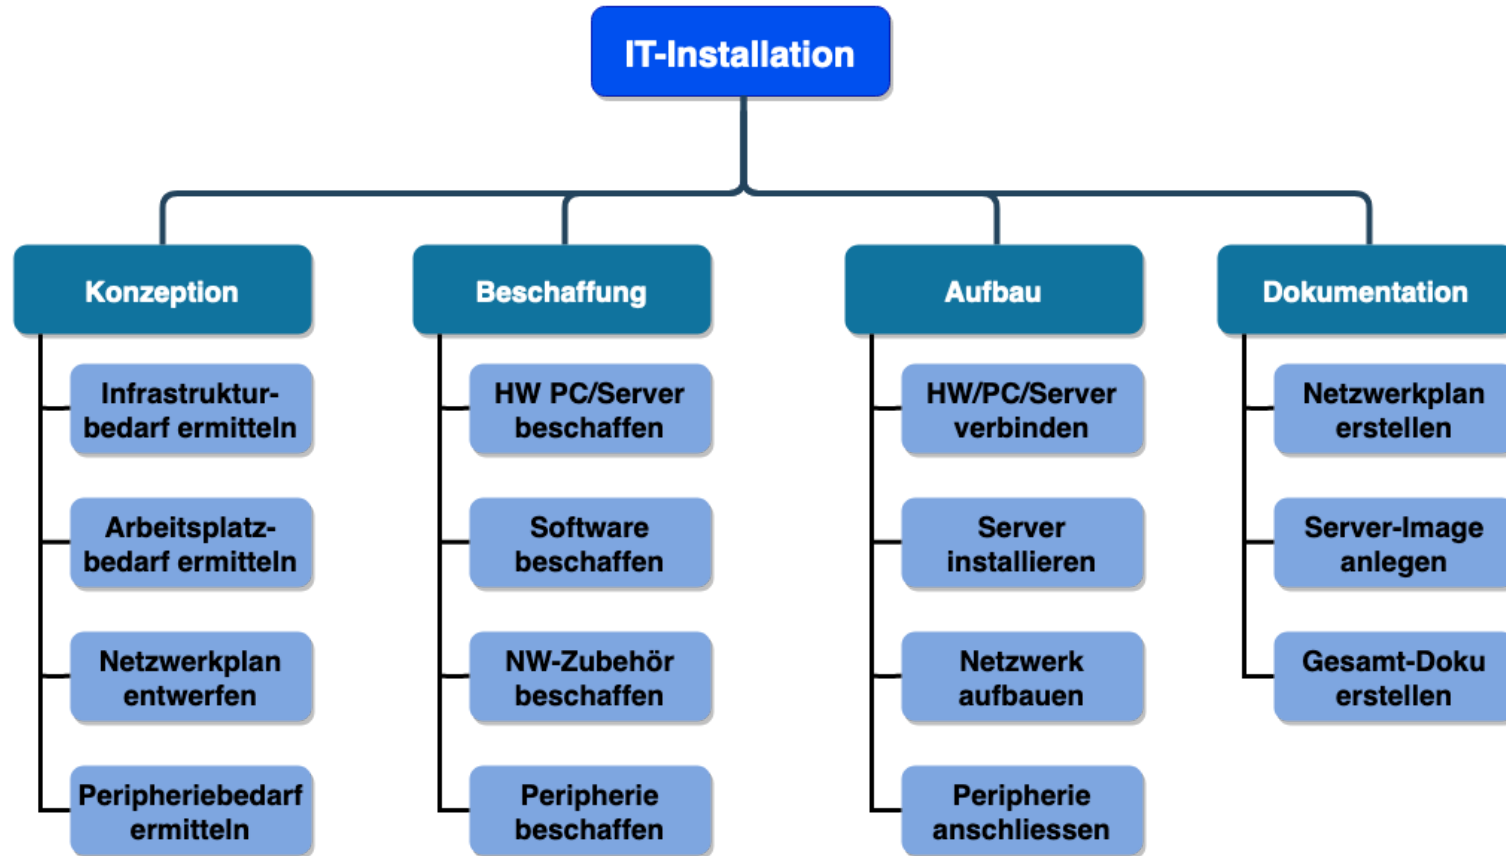 IT-Installation
Konzeption
Infrastruktur-
bedarf ermitteln
Arbeitsplatz-
bedarf ermitteln
Netzwerkplan
entwerfen
Peripheriebedarf
ermitteln
Beschaffung
HW PC/Server
beschaffen
Software
beschaffen
NW-Zubehör
beschaffen
Peripherie
beschaffen
Aufbau
HW/PC/Server
verbinden
Server
installieren
Netzwerk
aufbauen
Peripherie
anschliessen
Dokumentation
Netzwerkplan
erstellen
Server-Image
anlegen
Gesamt-Doku
erstellen